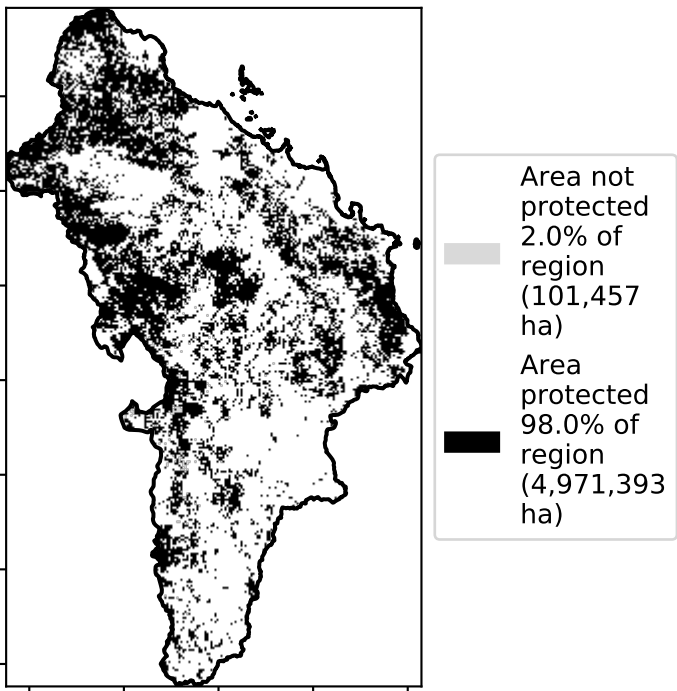 Area not
protected
2.0% of
region
(101,457
ha)
Area
protected
98.0% of
region
(4,971,393
ha)